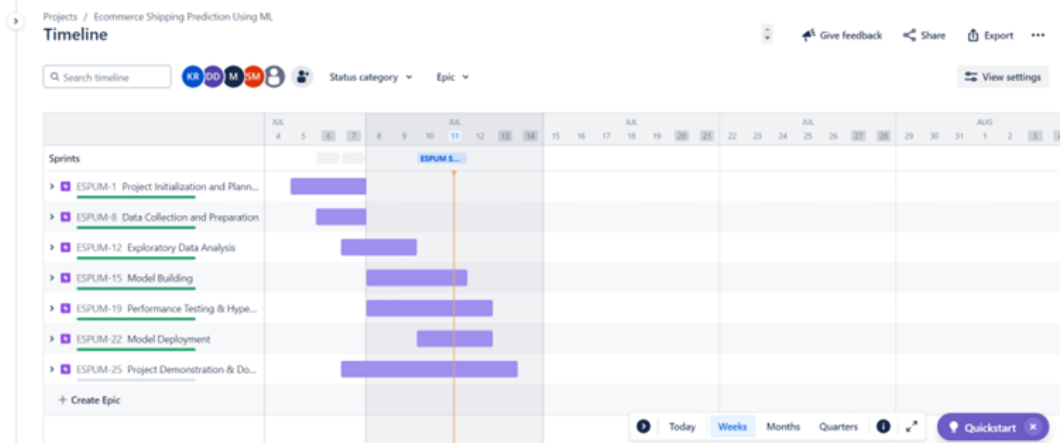 Projects / Ecommerce Shipping Prediction Using ML
Timeline
Give feedback Share Export
Search timeline KR DD M SM Status category Epic View settings
JUL JUL JUL JUL AUG
4 5 6 7 8 9 10 11 12 13 14 15 16 17 18 19 20 21 22 23 24 25 26 27 28 29 30 31 1 2 3
Sprints ESPUM S...
ESPUM-1 Project Initialization and Plann...
ESPUM-8 Data Collection and Preparation
ESPUM-12 Exploratory Data Analysis
ESPUM-15 Model Building
ESPUM-19 Performance Testing & Hype...
ESPUM-22 Model Deployment
ESPUM-25 Project Demonstration & Do...
+ Create Epic
Today Weeks Months Quarters Quickstart